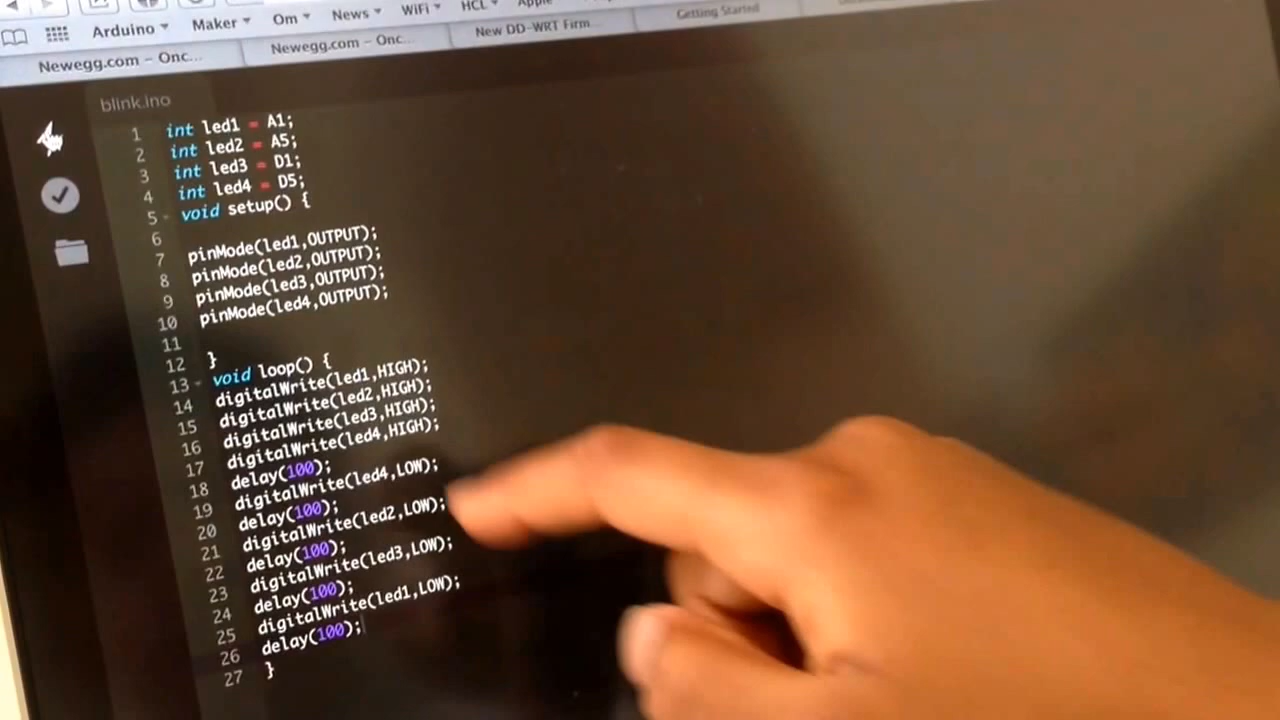 Arduino Maker Om News WiFi HCL Apple
Newegg.com – Onc... Newegg.com – Onc... New DD-WRT Firm... Getting Started
blink.ino
1 int led1 = A1;
2 int led2 = A5;
3 int led3 = D1;
4 int led4 = D5;
5 void setup() {
6
7 pinMode(led1,OUTPUT);
8 pinMode(led2,OUTPUT);
9 pinMode(led3,OUTPUT);
10 pinMode(led4,OUTPUT);
11
12 }
13 void loop() {
14 digitalWrite(led1,HIGH);
15 digitalWrite(led2,HIGH);
16 digitalWrite(led3,HIGH);
17 digitalWrite(led4,HIGH);
18 delay(100);
19 digitalWrite(led4,LOW);
20 delay(100);
21 digitalWrite(led2,LOW);
22 delay(100);
23 digitalWrite(led3,LOW);
24 delay(100);
25 digitalWrite(led1,LOW);
26 delay(100);
27 }